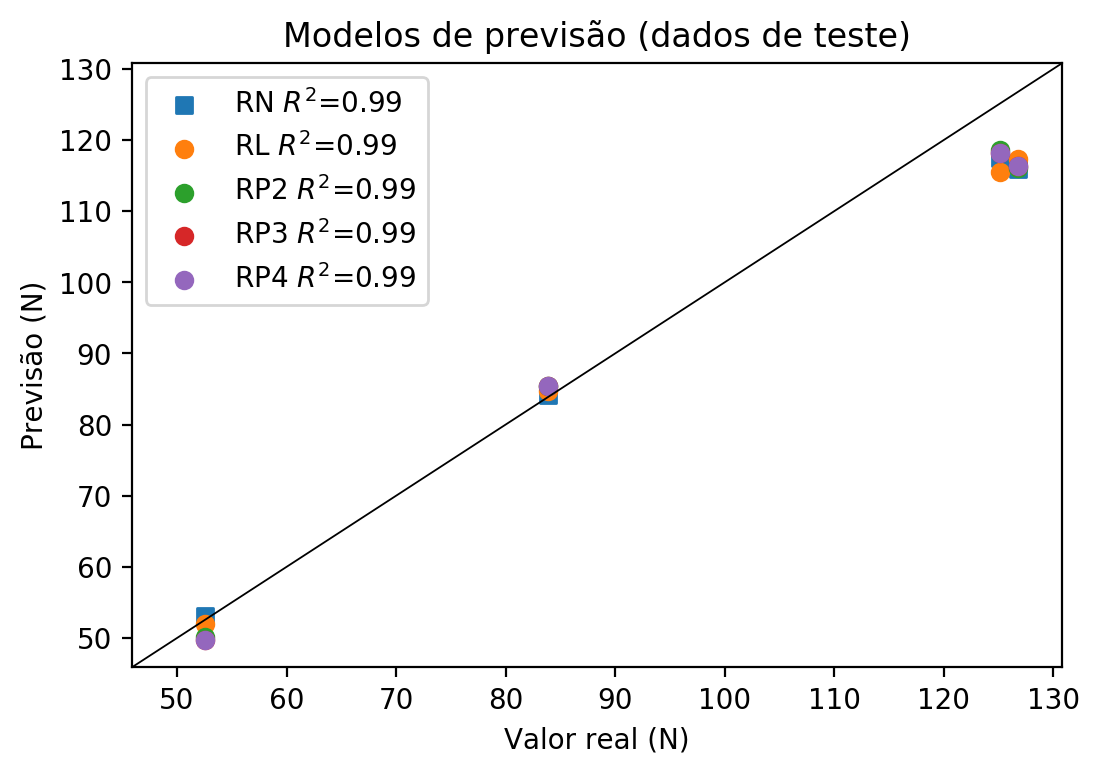 Modelos de previsão (dados de teste)
RN R²=0.99
RL R²=0.99
RP2 R²=0.99
RP3 R²=0.99
RP4 R²=0.99
130
120
110
100
90
80
70
60
50
Previsão (N)
50 60 70 80 90 100 110 120 130
Valor real (N)